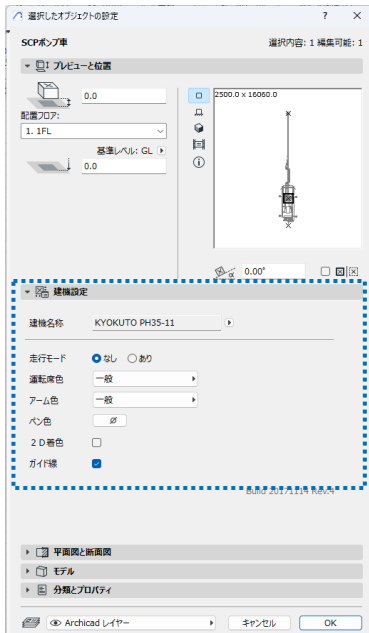 選択したオブジェクトの設定
? ×
SCPポンプ車
選択内容: 1 編集可能: 1
プレビューと位置
0.0
配置フロア:
1. 1FL
基準レベル: GL
0.0
2500.0 x 16060.0
α 0.00°
建機設定
建機名称 KYOKUTO PH35-11
走行モード なし あり
運転席色 一般
アーム色 一般
ペン色
2D着色
ガイド線
Build 20171114 Rev.4
平面図と断面図
モデル
分類とプロパティ
Archicad レイヤー
キャンセル
OK